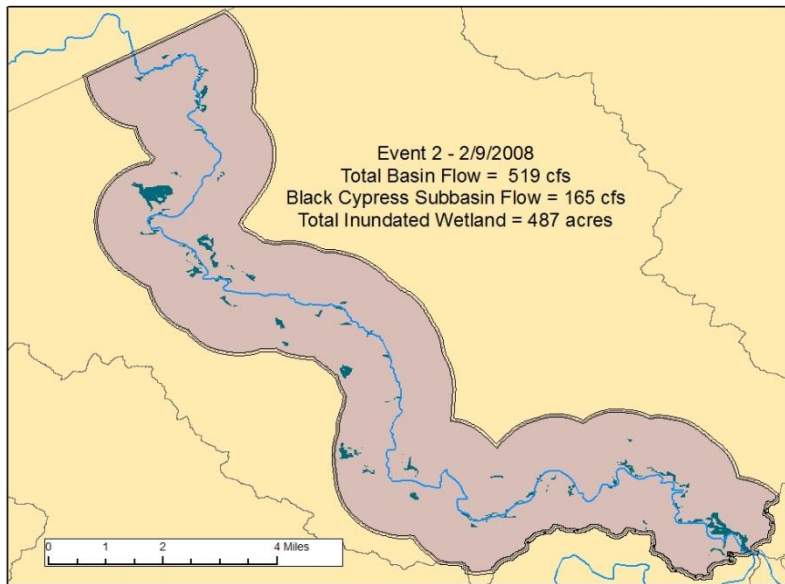 Event 2 - 2/9/2008
Total Basin Flow = 519 cfs
Black Cypress Subbasin Flow = 165 cfs
Total Inundated Wetland = 487 acres
0 1 2 4 Miles